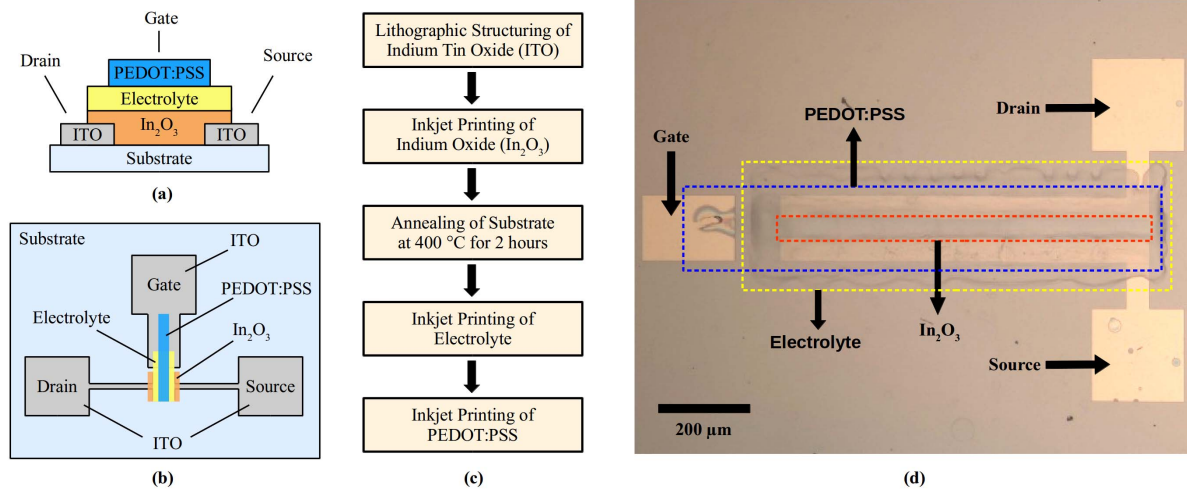 Gate
Drain
Source
PEDOT:PSS
Electrolyte
In₂O₃
ITO
ITO
Substrate
(a)
Substrate
ITO
Gate
PEDOT:PSS
Electrolyte
In₂O₃
Drain
Source
ITO
(b)
Lithographic Structuring of
Indium Tin Oxide (ITO)
Inkjet Printing of
Indium Oxide (In₂O₃)
Annealing of Substrate
at 400 °C for 2 hours
Inkjet Printing of
Electrolyte
Inkjet Printing of
PEDOT:PSS
(c)
Drain
PEDOT:PSS
Gate
In₂O₃
Electrolyte
Source
200 µm
(d)